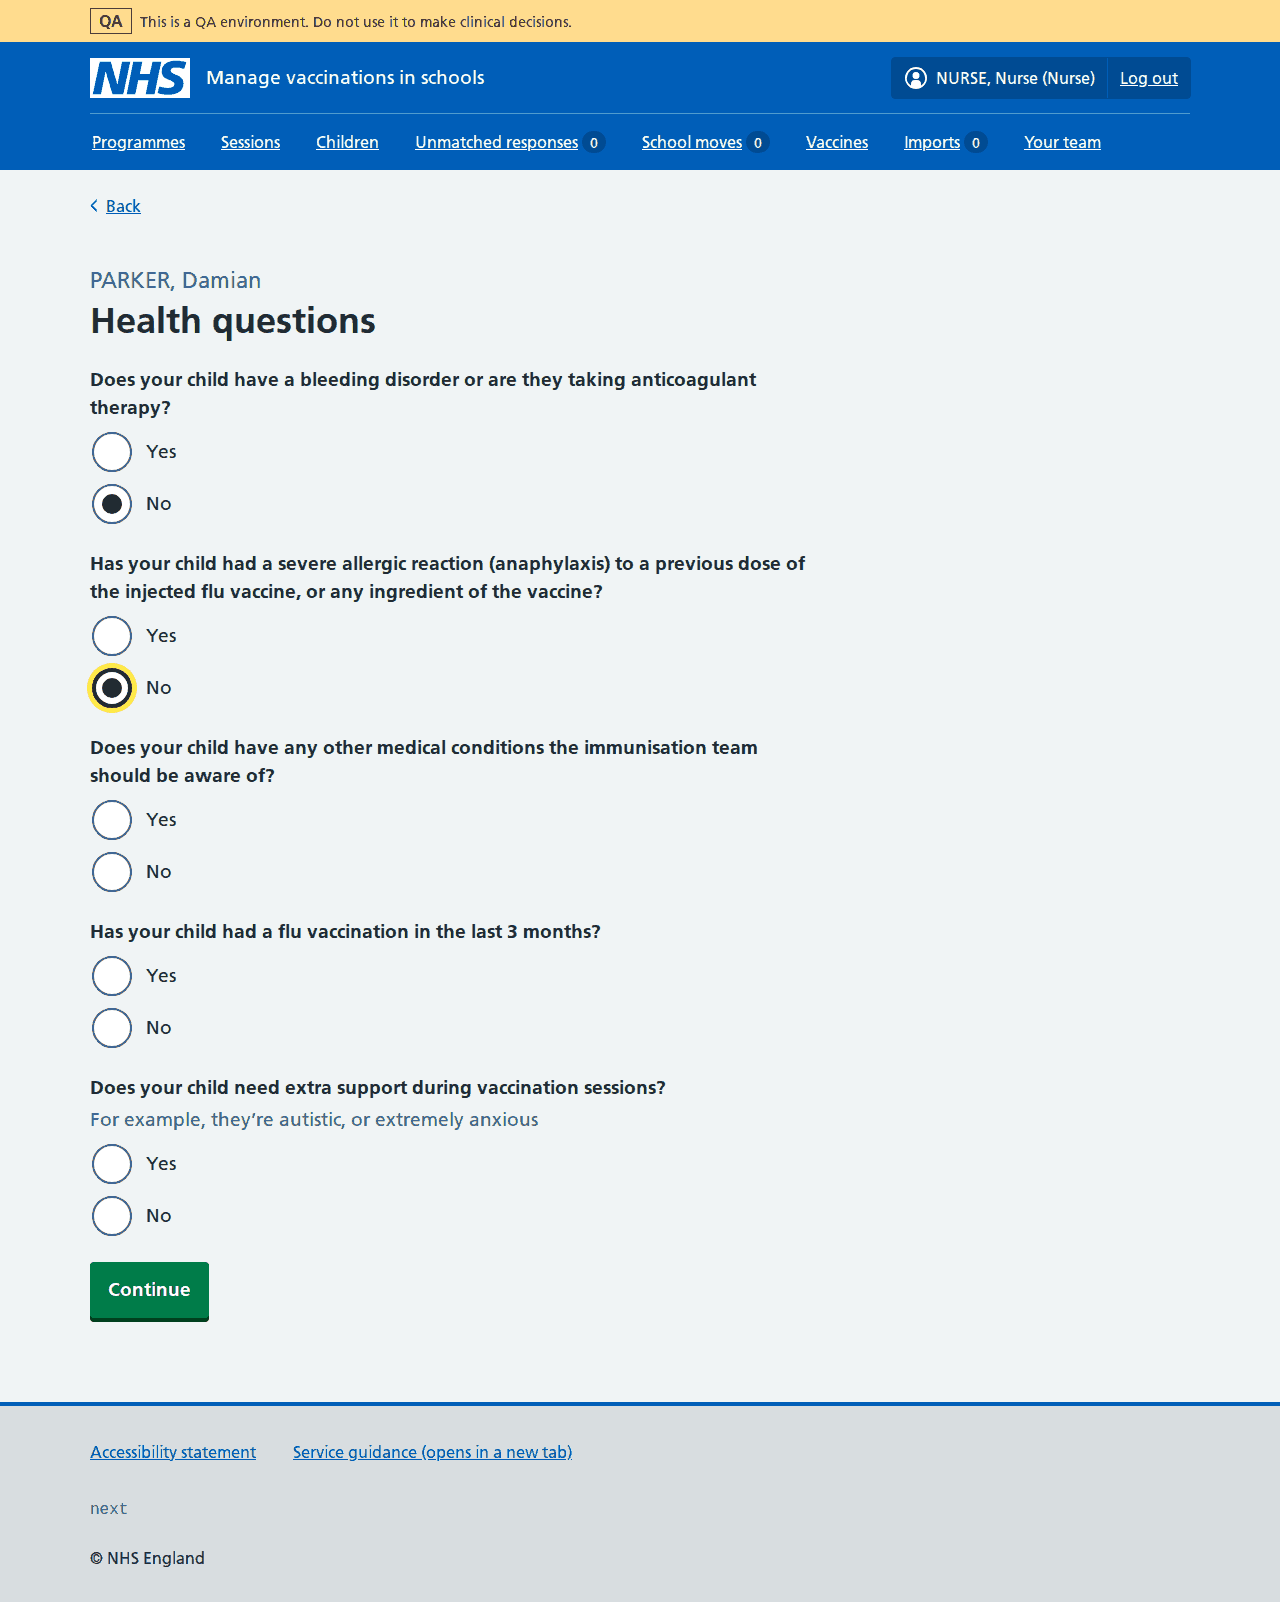 QA This is a QA environment. Do not use it to make clinical decisions.
NHS Manage vaccinations in schools NURSE, Nurse (Nurse) Log out
Programmes Sessions Children Unmatched responses 0 School moves 0 Vaccines Imports 0 Your team
Back
PARKER, Damian
Health questions
Does your child have a bleeding disorder or are they taking anticoagulant
therapy?
Yes
No
Has your child had a severe allergic reaction (anaphylaxis) to a previous dose of
the injected flu vaccine, or any ingredient of the vaccine?
Yes
No
Does your child have any other medical conditions the immunisation team
should be aware of?
Yes
No
Has your child had a flu vaccination in the last 3 months?
Yes
No
Does your child need extra support during vaccination sessions?
For example, they’re autistic, or extremely anxious
Yes
No
Continue
Accessibility statement Service guidance (opens in a new tab)
next
© NHS England